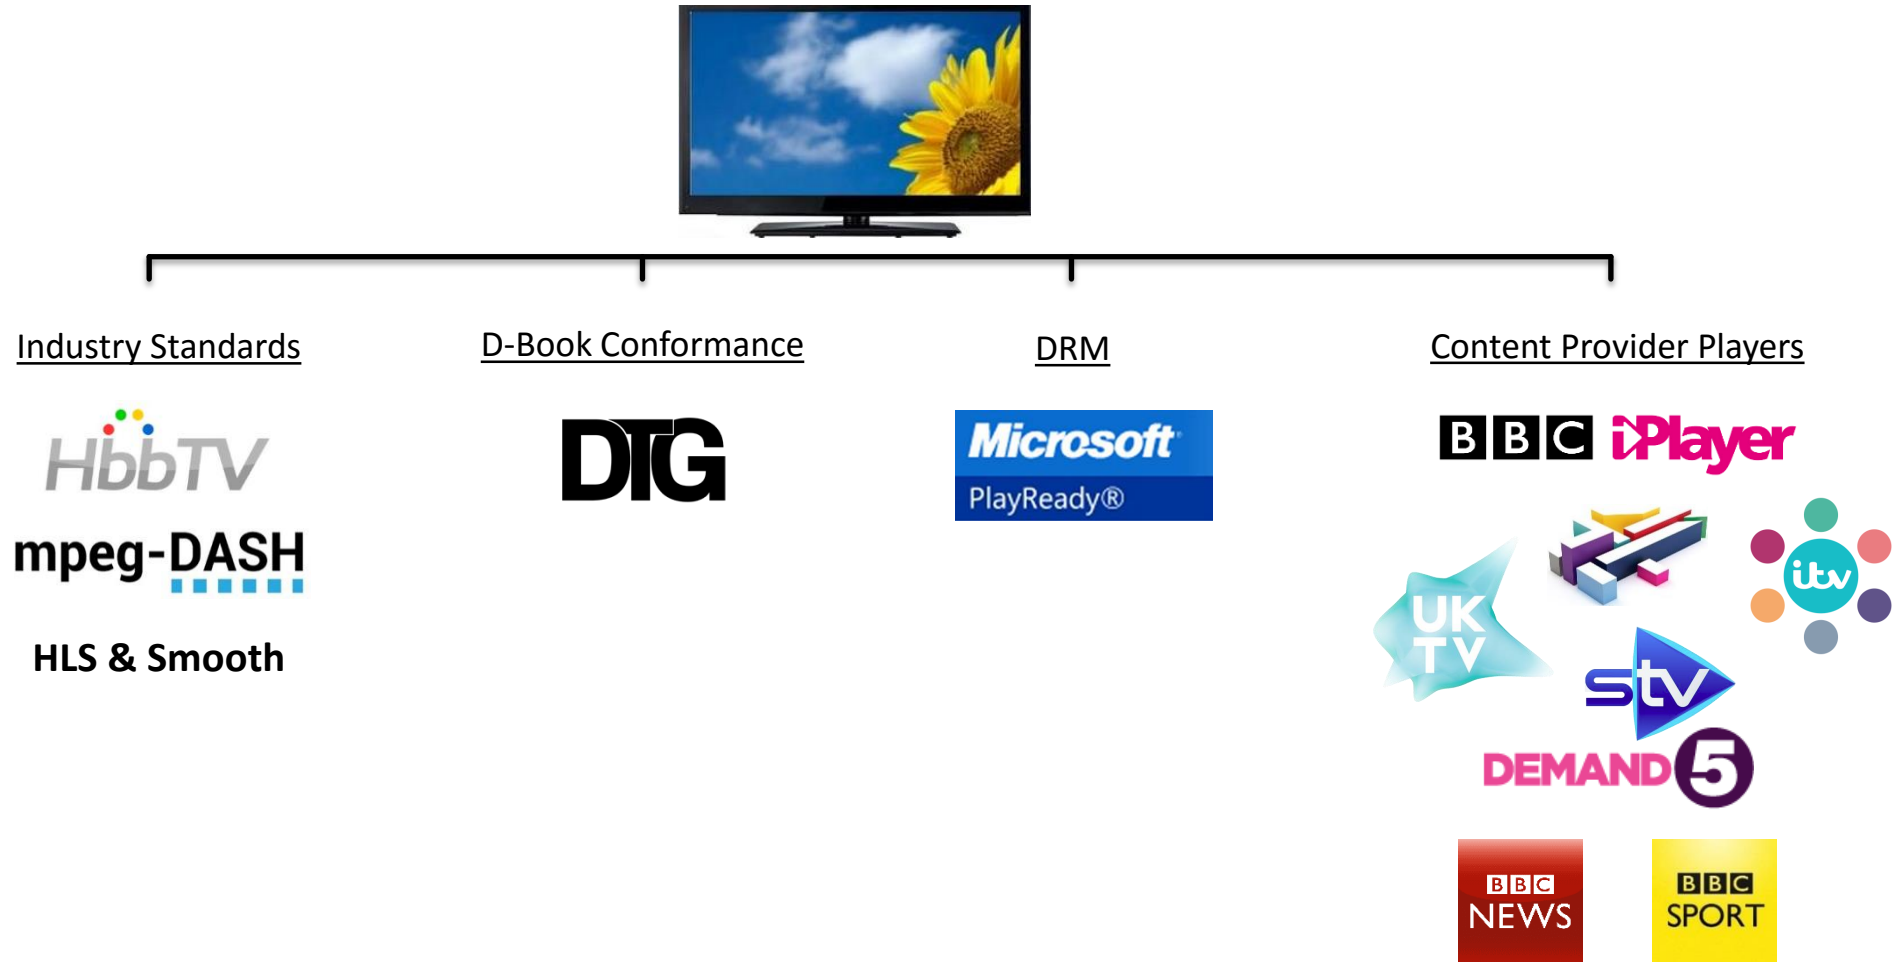 Industry Standards
HbbTV
mpeg-DASH
HLS & Smooth
D-Book Conformance
DTG
DRM
Microsoft®
PlayReady®
Content Provider Players
BBC iPlayer
UK
TV
itv
stv
DEMAND 5
BBC
NEWS
BBC
SPORT